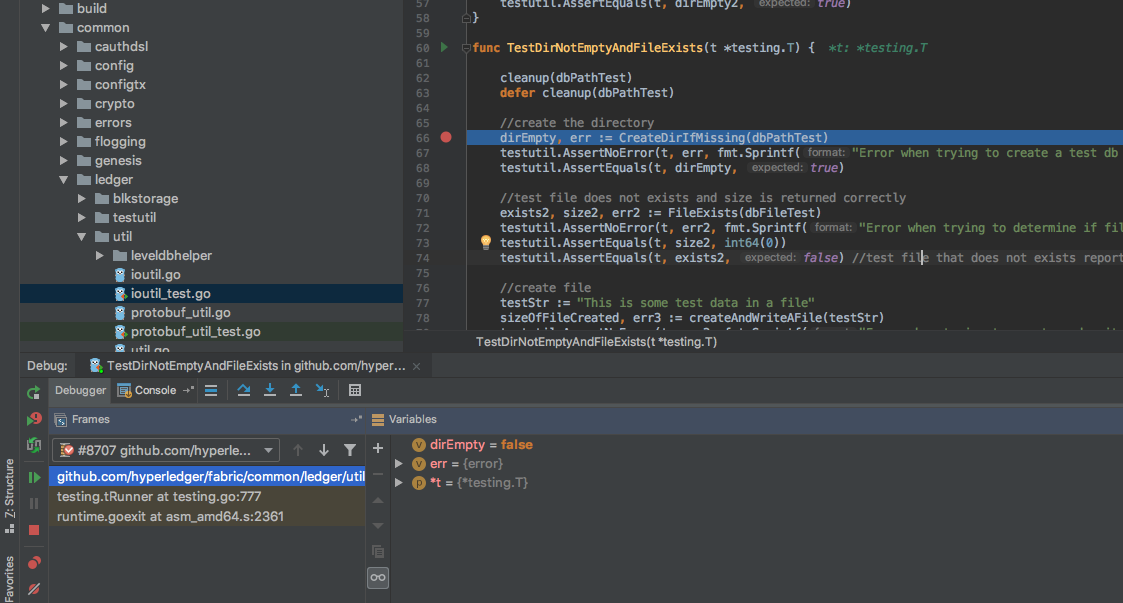 build
common
cauthdsl
config
configtx
crypto
errors
flogging
genesis
ledger
blkstorage
testutil
util
leveldbhelper
ioutil.go
ioutil_test.go
protobuf_util.go
protobuf_util_test.go
util.go
57 testutil.AssertEquals(t, dirEmpty2, expected: true)
58 }
59
60 func TestDirNotEmptyAndFileExists(t *testing.T) { *t: *testing.T
61
62 cleanup(dbPathTest)
63 defer cleanup(dbPathTest)
64
65 //create the directory
66 dirEmpty, err := CreateDirIfMissing(dbPathTest)
67 testutil.AssertNoError(t, err, fmt.Sprintf( format: "Error when trying to create a test db
68 testutil.AssertEquals(t, dirEmpty, expected: true)
69
70 //test file does not exists and size is returned correctly
71 exists2, size2, err2 := FileExists(dbFileTest)
72 testutil.AssertNoError(t, err2, fmt.Sprintf( format: "Error when trying to determine if fil
73 testutil.AssertEquals(t, size2, int64(0))
74 testutil.AssertEquals(t, exists2, expected: false) //test file that does not exists report
75
76 //create file
77 testStr := "This is some test data in a file"
78 sizeOfFileCreated, err3 := createAndWriteAFile(testStr)
TestDirNotEmptyAndFileExists(t *testing.T)
Debug: TestDirNotEmptyAndFileExists in github.com/hyper...
Debugger Console
Frames
Variables
#8707 github.com/hyperle...
github.com/hyperledger/fabric/common/ledger/util
testing.tRunner at testing.go:777
runtime.goexit at asm_amd64.s:2361
dirEmpty = false
err = {error}
*t = {*testing.T}
7: Structure
Favorites